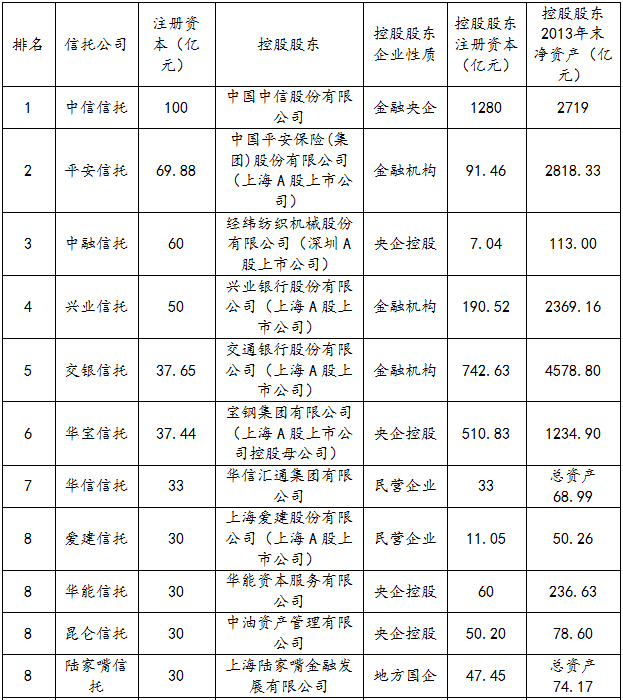 排名 信托公司 注册资本（亿元） 控股股东 控股股东企业性质 控股股东注册资本（亿元） 控股股东2013年末净资产（亿元）
1 中信信托 100 中国中信股份有限公司 金融央企 1280 2719
2 平安信托 69.88 中国平安保险(集团)股份有限公司（上海A股上市公司） 金融机构 91.46 2818.33
3 中融信托 60 经纬纺织机械股份有限公司（深圳A股上市公司） 央企控股 7.04 113.00
4 兴业信托 50 兴业银行股份有限公司（上海A股上市公司） 金融机构 190.52 2369.16
5 交银信托 37.65 交通银行股份有限公司（上海A股上市公司） 金融机构 742.63 4578.80
6 华宝信托 37.44 宝钢集团有限公司（上海A股上市公司控股母公司） 央企控股 510.83 1234.90
7 华信信托 33 华信汇通集团有限公司 民营企业 33 总资产68.99
8 爱建信托 30 上海爱建股份有限公司（上海A股上市公司） 民营企业 11.05 50.26
8 华能信托 30 华能资本服务有限公司 央企控股 60 236.63
8 昆仑信托 30 中油资产管理有限公司 央企控股 50.20 78.60
8 陆家嘴信托 30 上海陆家嘴金融发展有限公司 地方国企 47.45 总资产74.17